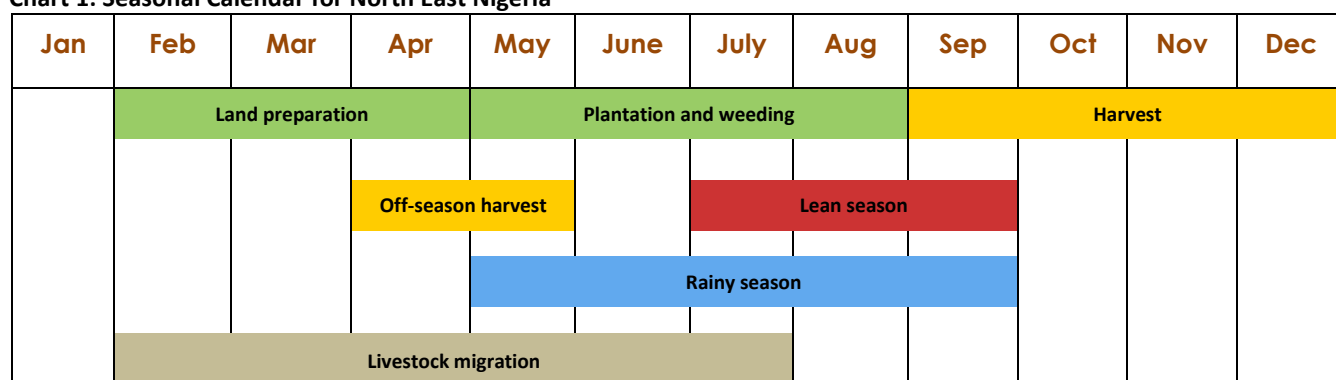 Chart 1: Seasonal Calendar for North East Nigeria
Jan Feb Mar Apr May June July Aug Sep Oct Nov Dec
Land preparation Plantation and weeding Harvest
Off-season harvest Lean season
Rainy season
Livestock migration